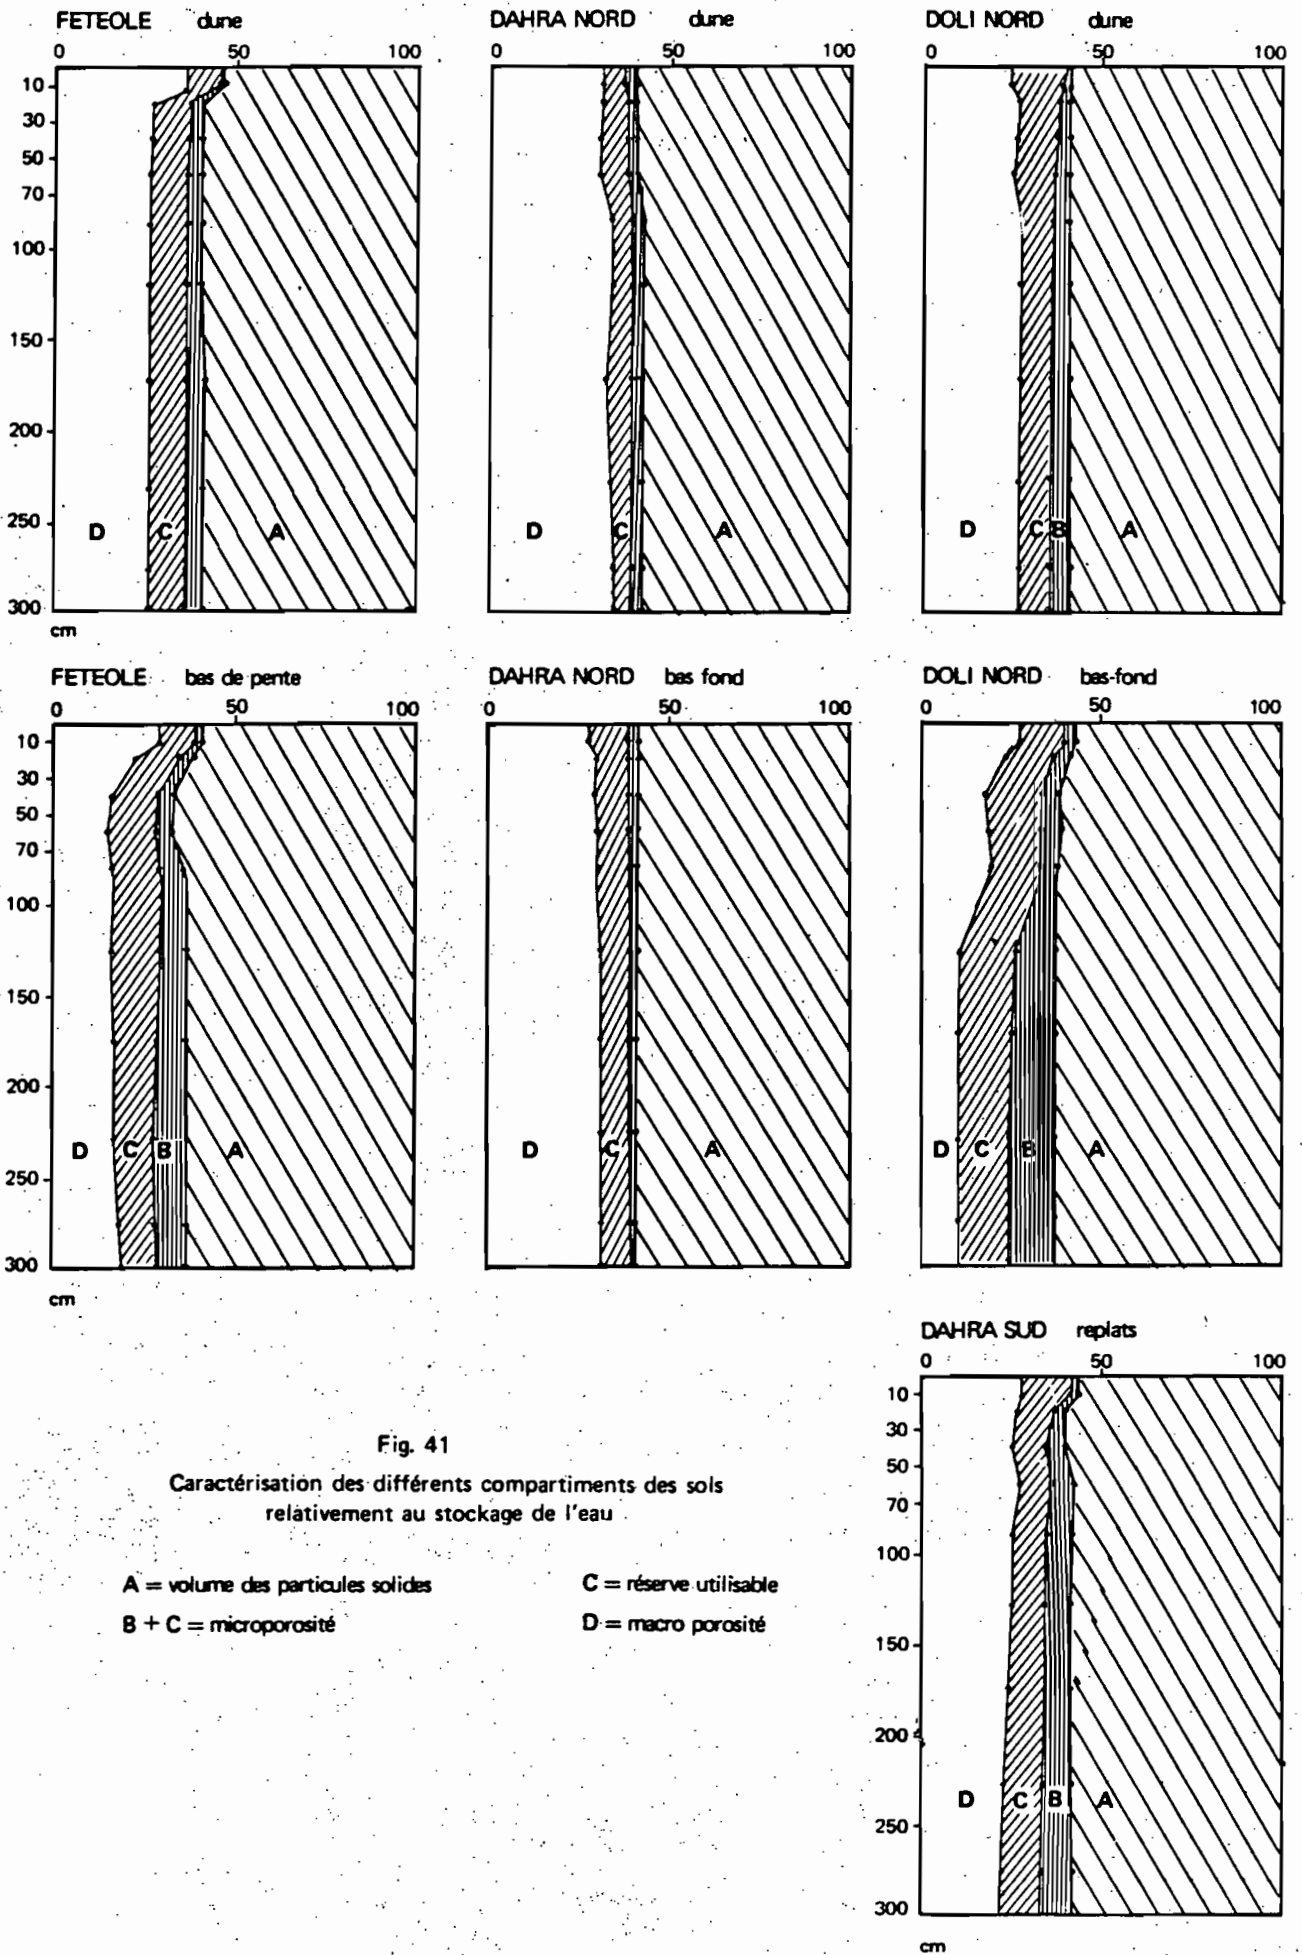 FETEOLE dune
0 50 100
10
30
50
70
100
150
200
250
300
cm
D C A
DAHRA NORD dune
0 50 100
D C A
DOLI NORD dune
0 50 100
D C B A
FETEOLE bas de pente
0 50 100
10
30
50
70
100
150
200
250
300
cm
D C B A
DAHRA NORD bas fond
0 50 100
D C A
DOLI NORD bas-fond
0 50 100
D C B A
DAHRA SUD replats
0 50 100
10
30
50
70
100
150
200
250
300
cm
D C B A
Fig. 41
Caractérisation des différents compartiments des sols
relativement au stockage de l'eau
A = volume des particules solides
B + C = microporosité
C = réserve utilisable
D = macro porosité